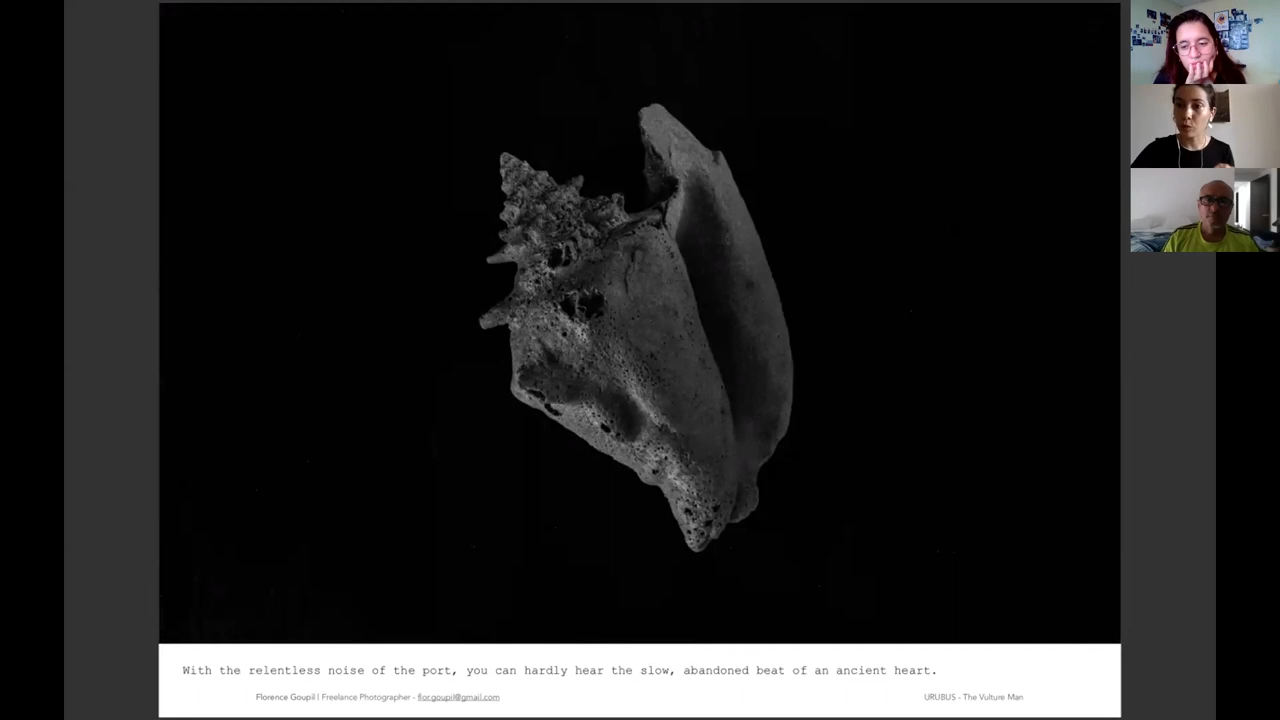 With the relentless noise of the port, you can hardly hear the slow, abandoned beat of an ancient heart.
Florence Goupil | Freelance Photographer - flor.goupil@gmail.com
URUBUS - The Vulture Man